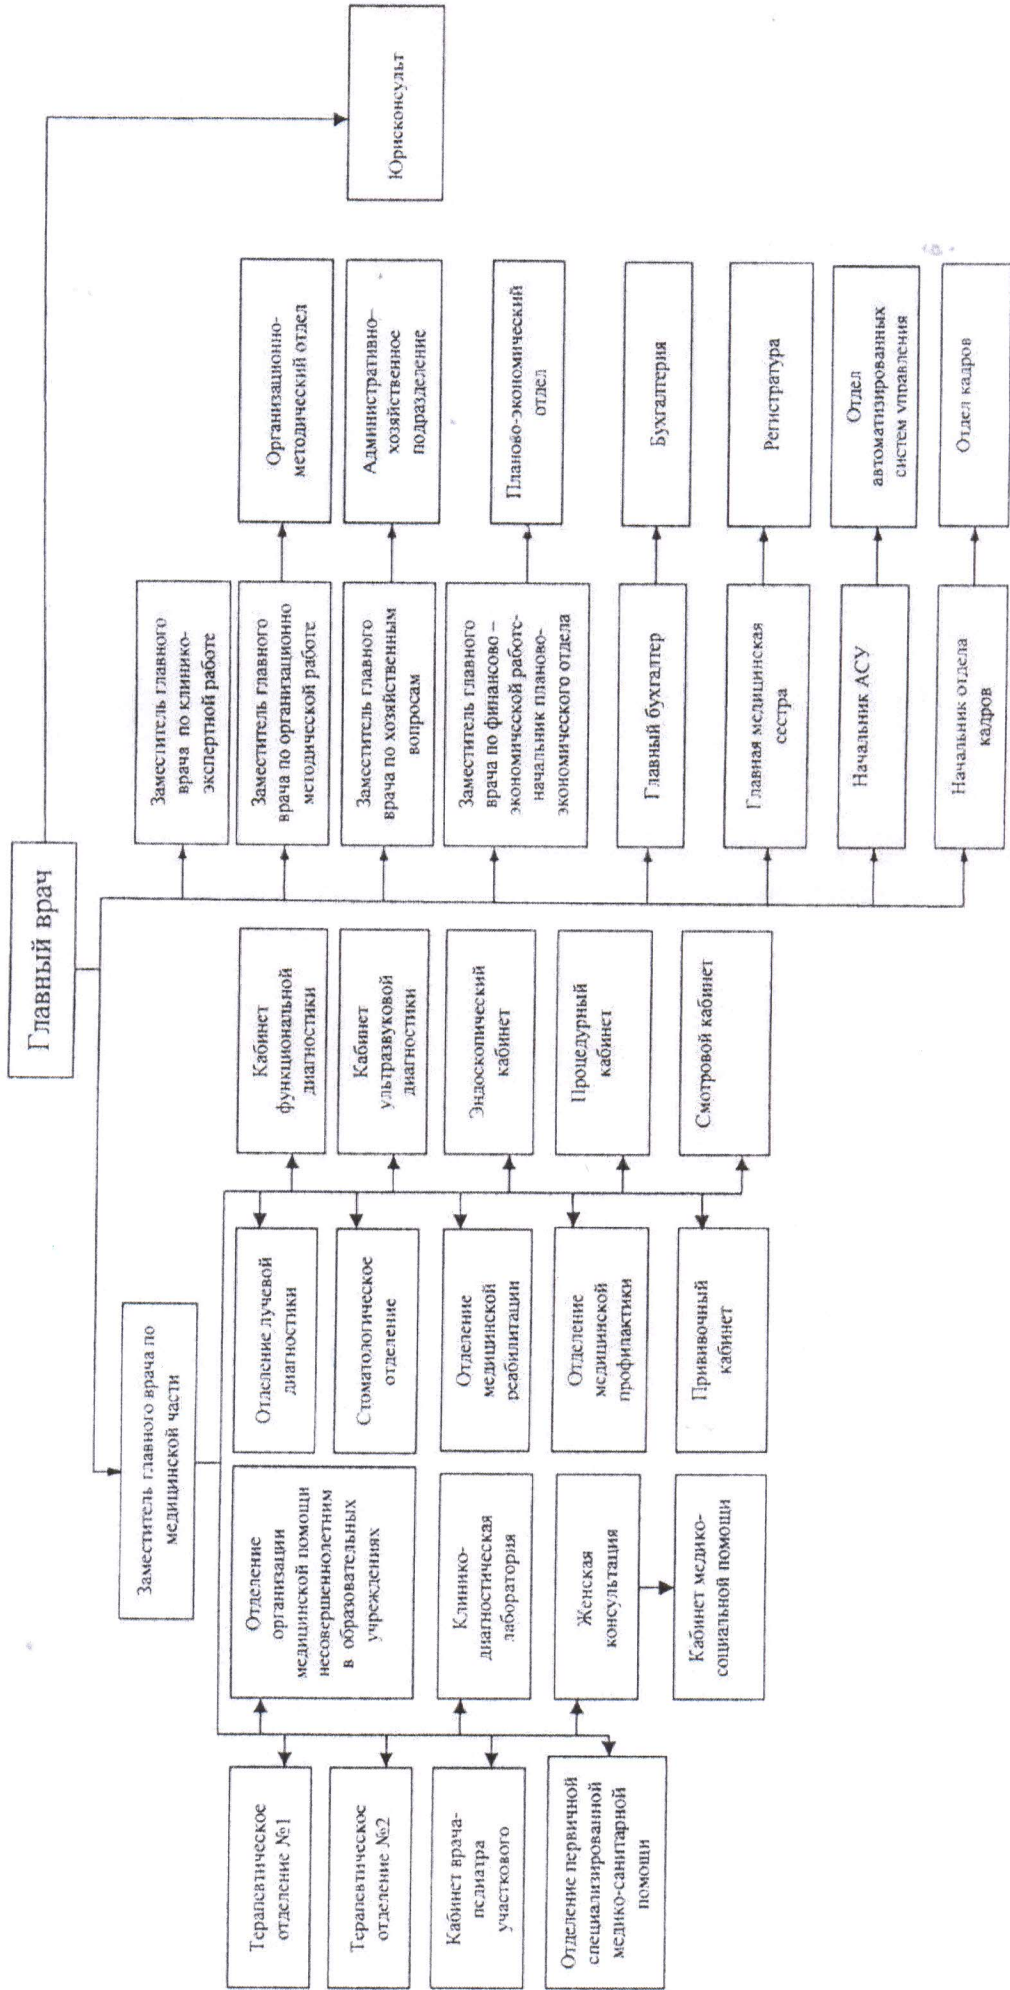 Главный врач
Заместитель главного врача по
медицинской части
Терапевтическое
отделение №1
Терапевтическое
отделение №2
Кабинет врача-
педиатра
участкового
Отделение первичной
специализированной
медико-санитарной
помощи
Отделение
организации
медицинской помощи
несовершеннолетним
в образовательных
учреждениях
Клинико-
диагностическая
лаборатория
Женская
консультация
Кабинет медико-
социальной помощи
Отделение лучевой
диагностики
Стоматологическое
отделение
Отделение
медицинской
реабилитации
Отделение
медицинской
профилактики
Прививочный
кабинет
Кабинет
функциональной
диагностики
Кабинет
ультразвуковой
диагностики
Эндоскопический
кабинет
Процедурный
кабинет
Смотровой кабинет
Заместитель главного
врача по клинико-
экспертной работе
Заместитель главного
врача по организационно
методической работе
Заместитель главного
врача по хозяйственным
вопросам
Заместитель главного
врача по финансово –
экономической работе-
начальник планово-
экономического отдела
Главный бухгалтер
Главная медицинская
сестра
Начальник АСУ
Начальник отдела
кадров
Организационно-
методический отдел
Административно–
хозяйственное
подразделение
Планово-экономический
отдел
Бухгалтерия
Регистратура
Отдел
автоматизированных
систем управления
Отдел кадров
Юрисконсульт